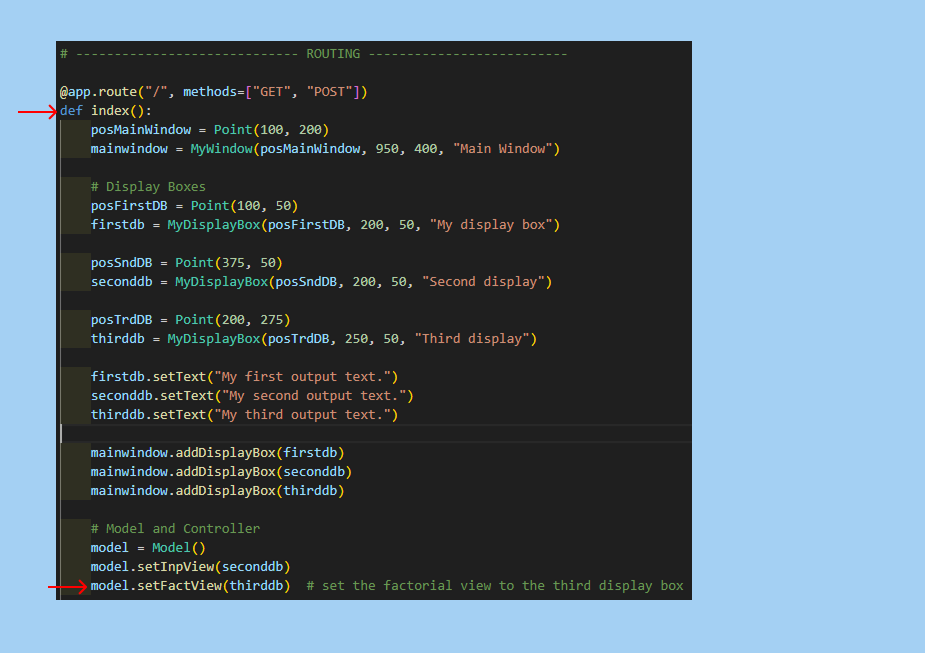 # ----------------------------- ROUTING --------------------------
@app.route("/", methods=["GET", "POST"])
def index():
posMainWindow = Point(100, 200)
mainwindow = MyWindow(posMainWindow, 950, 400, "Main Window")
# Display Boxes
posFirstDB = Point(100, 50)
firstdb = MyDisplayBox(posFirstDB, 200, 50, "My display box")
posSndDB = Point(375, 50)
seconddb = MyDisplayBox(posSndDB, 200, 50, "Second display")
posTrdDB = Point(200, 275)
thirddb = MyDisplayBox(posTrdDB, 250, 50, "Third display")
firstdb.setText("My first output text.")
seconddb.setText("My second output text.")
thirddb.setText("My third output text.")
mainwindow.addDisplayBox(firstdb)
mainwindow.addDisplayBox(seconddb)
mainwindow.addDisplayBox(thirddb)
# Model and Controller
model = Model()
model.setInpView(seconddb)
model.setFactView(thirddb)  # set the factorial view to the third display box